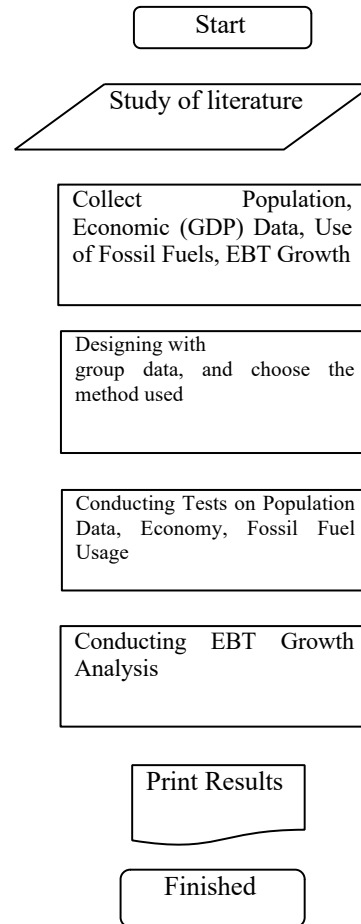 Start
Study of literature
Collect Population,
Economic (GDP) Data, Use
of Fossil Fuels, EBT Growth
Designing with
group data, and choose the
method used
Conducting Tests on Population
Data, Economy, Fossil Fuel
Usage
Conducting EBT Growth
Analysis
Print Results
Finished